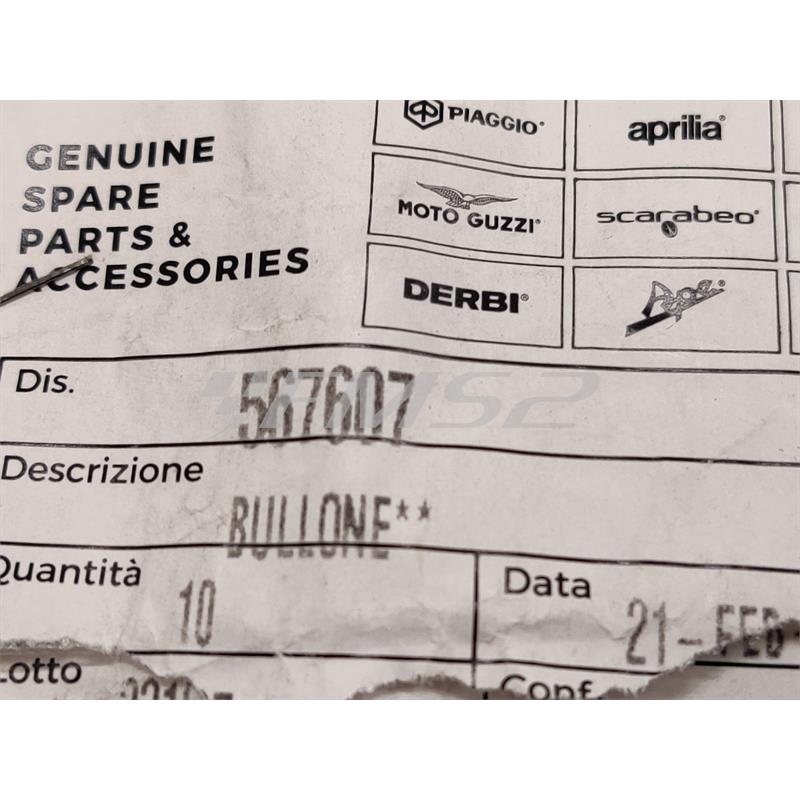 GENUINE
SPARE
PARTS &
ACCESSORIES
PIAGGIO®
aprilia®
MOTO GUZZI®
scarabeo®
DERBI®
Dis.
567607
Descrizione
BULLONE**
Quantità
10
Data
21-FEB-
Lotto
Conf.